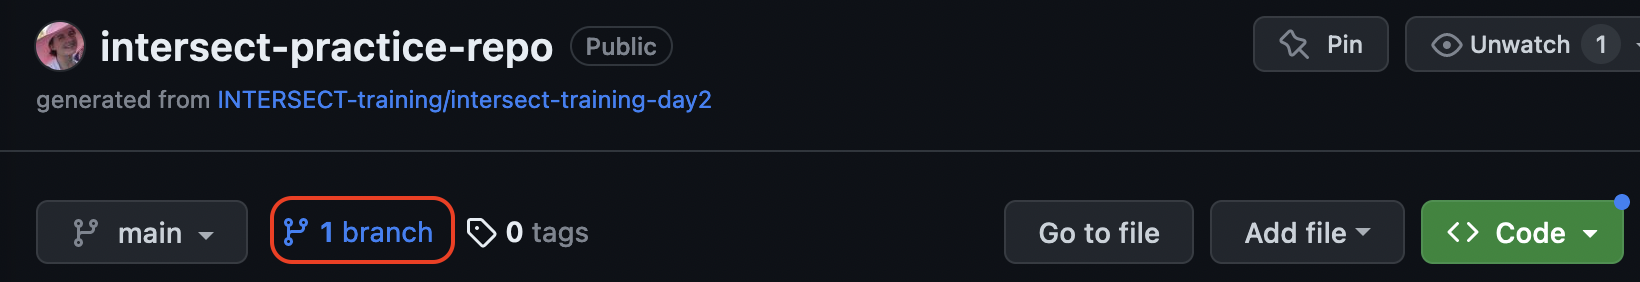 intersect-practice-repo Public Pin Unwatch 1
generated from INTERSECT-training/intersect-training-day2
main 1 branch 0 tags Go to file Add file <> Code